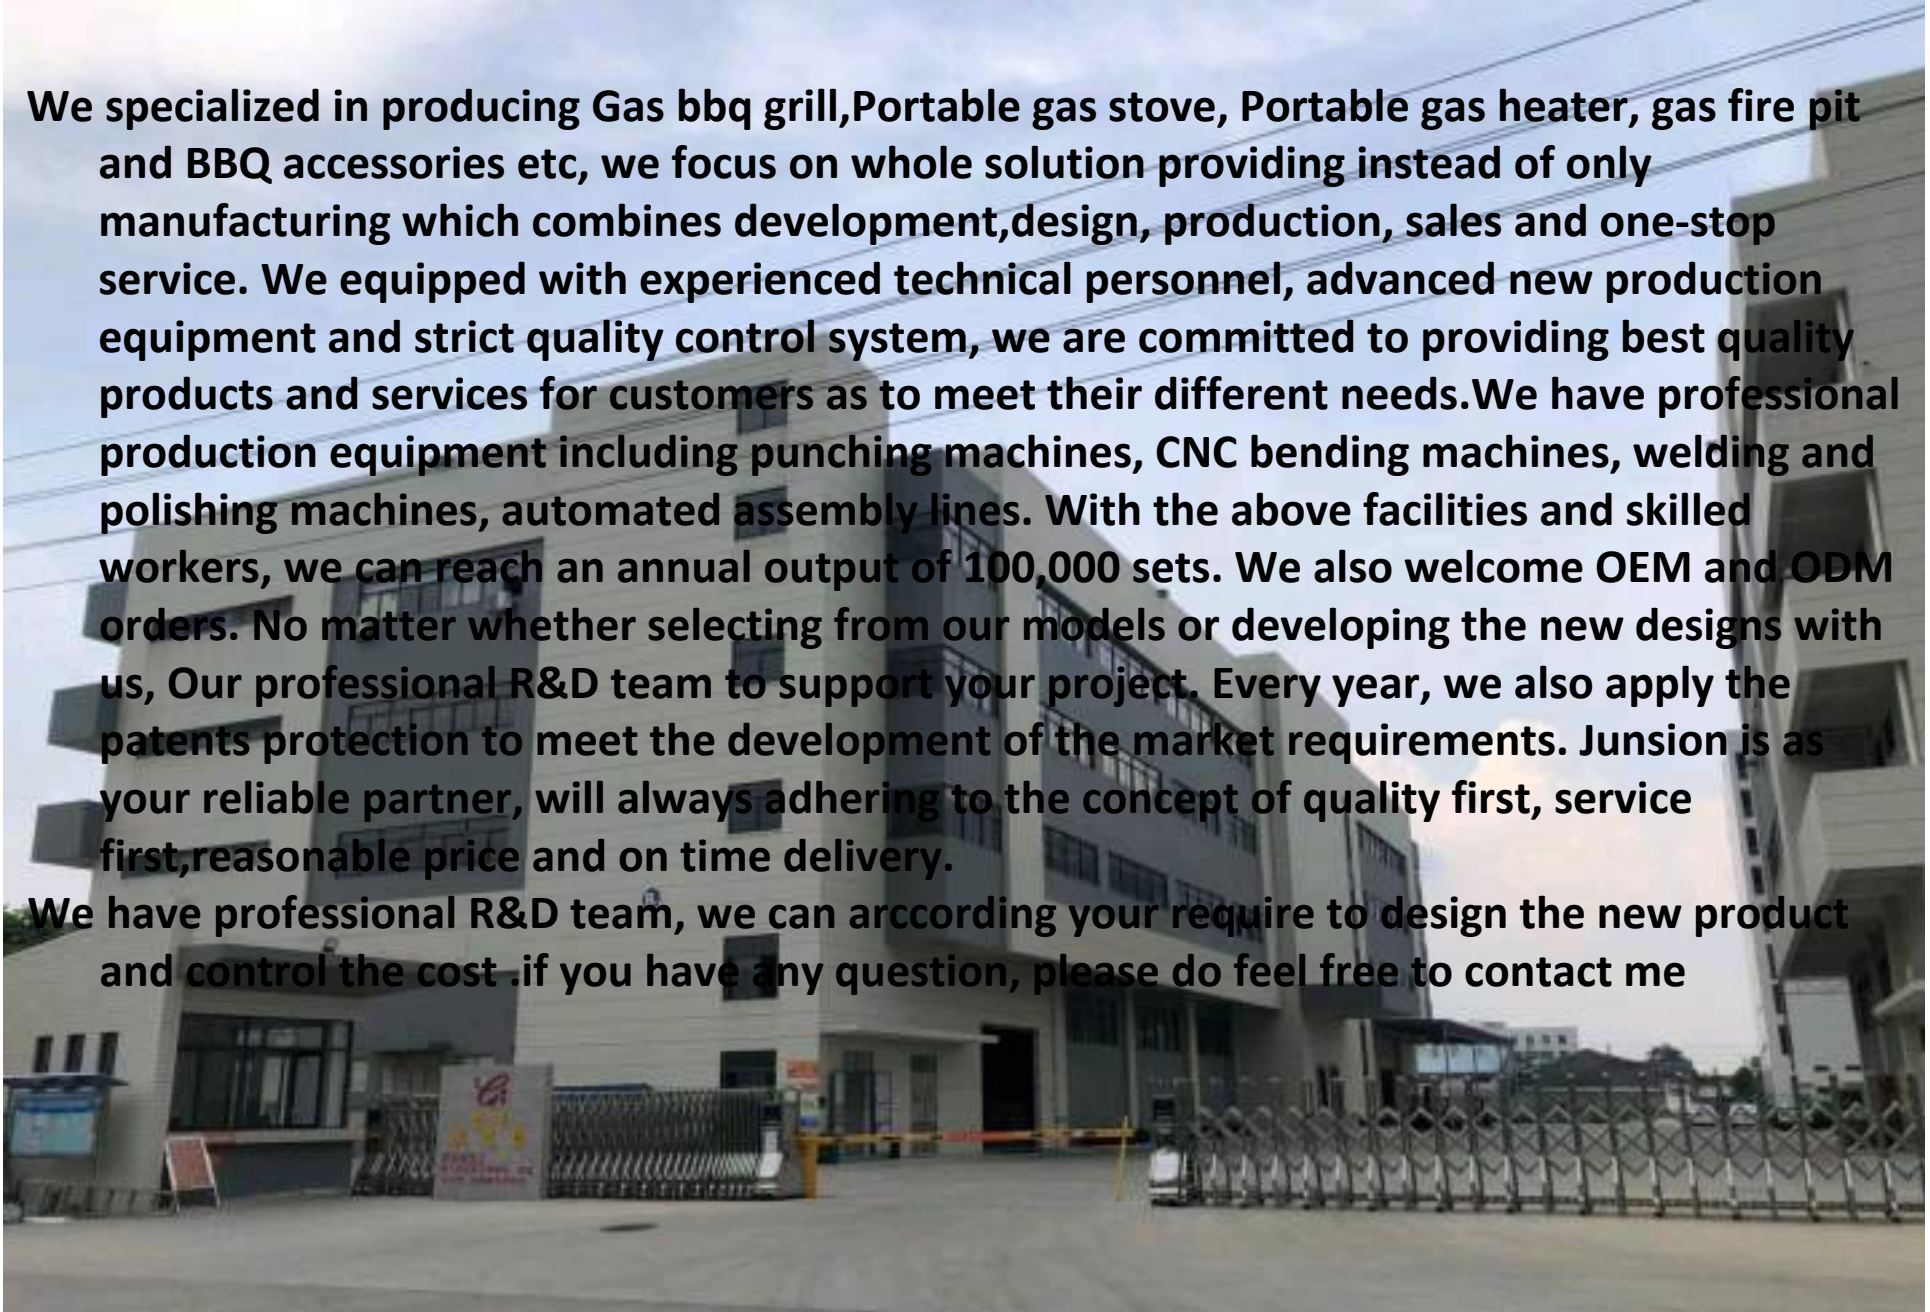 We specialized in producing Gas bbq grill,Portable gas stove, Portable gas heater, gas fire pit
and BBQ accessories etc, we focus on whole solution providing instead of only
manufacturing which combines development,design, production, sales and one-stop
service. We equipped with experienced technical personnel, advanced new production
equipment and strict quality control system, we are committed to providing best quality
products and services for customers as to meet their different needs.We have professional
production equipment including punching machines, CNC bending machines, welding and
polishing machines, automated assembly lines. With the above facilities and skilled
workers, we can reach an annual output of 100,000 sets. We also welcome OEM and ODM
orders. No matter whether selecting from our models or developing the new designs with
us, Our professional R&D team to support your project. Every year, we also apply the
patents protection to meet the development of the market requirements. Junsion is as
your reliable partner, will always adhering to the concept of quality first, service
first,reasonable price and on time delivery.
We have professional R&D team, we can arccording your require to design the new product
and control the cost .if you have any question, please do feel free to contact me